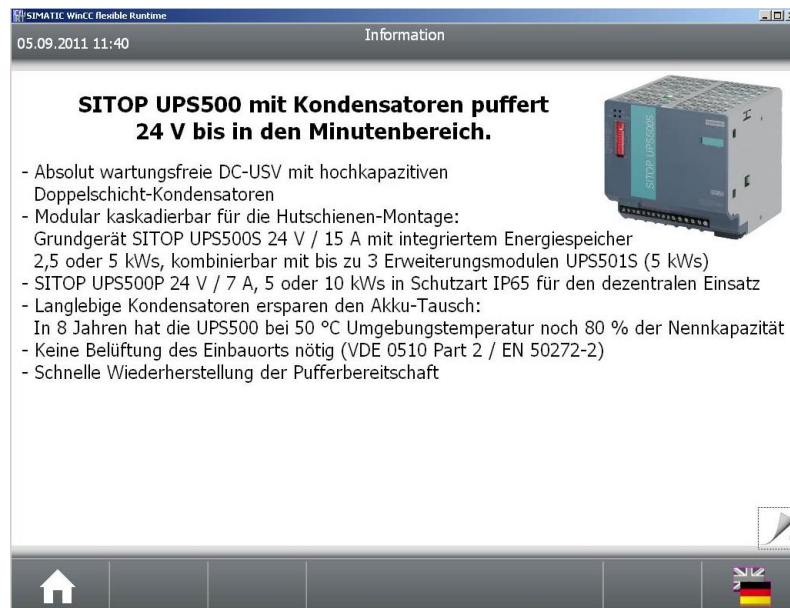 SIMATIC WinCC flexible Runtime
05.09.2011 11:40
Information
SITOP UPS500 mit Kondensatoren puffert
24 V bis in den Minutenbereich.
SITOP UPS500S
- Absolut wartungsfreie DC-USV mit hochkapazitiven
Doppelschicht-Kondensatoren
- Modular kaskadierbar für die Hutschienen-Montage:
Grundgerät SITOP UPS500S 24 V / 15 A mit integriertem Energiespeicher
2,5 oder 5 kWs, kombinierbar mit bis zu 3 Erweiterungsmodulen UPS501S (5 kWs)
- SITOP UPS500P 24 V / 7 A, 5 oder 10 kWs in Schutzart IP65 für den dezentralen Einsatz
- Langlebige Kondensatoren ersparen den Akku-Tausch:
In 8 Jahren hat die UPS500 bei 50 °C Umgebungstemperatur noch 80 % der Nennkapazität
- Keine Belüftung des Einbauorts nötig (VDE 0510 Part 2 / EN 50272-2)
- Schnelle Wiederherstellung der Pufferbereitschaft